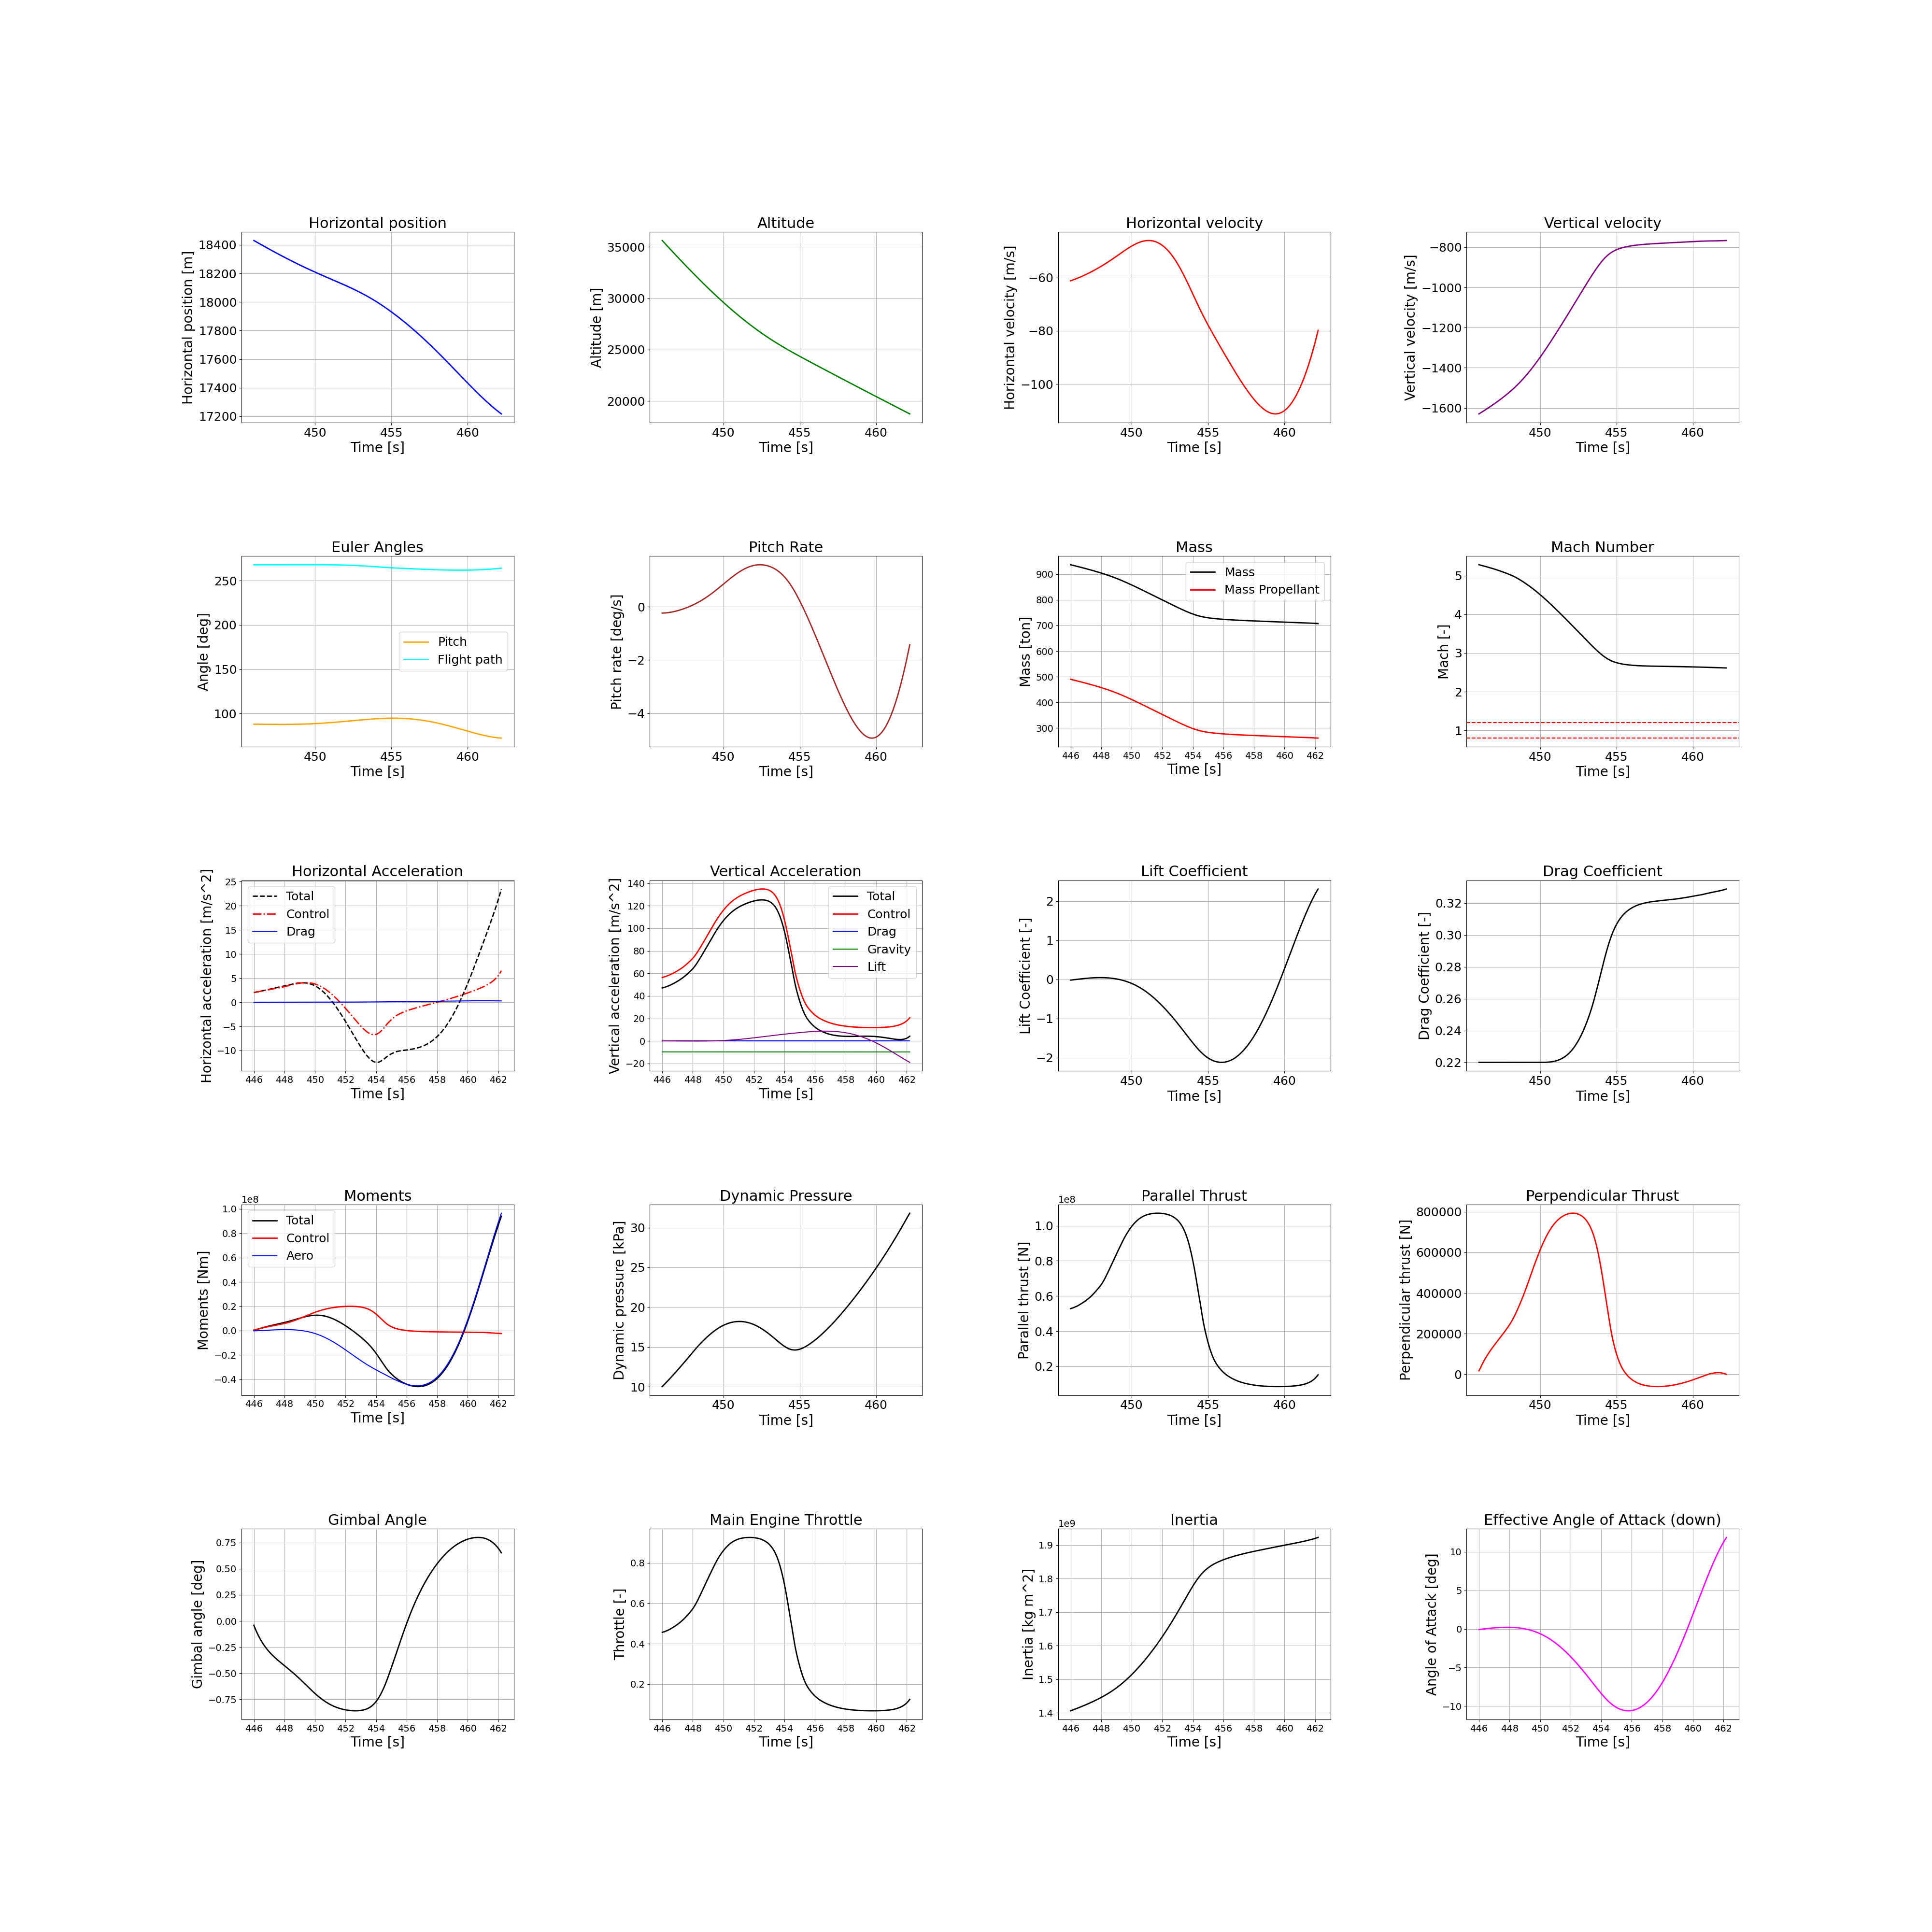 Horizontal position
Horizontal position [m]
18400
18200
18000
17800
17600
17400
17200
450 455 460
Time [s]
Altitude
Altitude [m]
35000
30000
25000
20000
450 455 460
Time [s]
Horizontal velocity
Horizontal velocity [m/s]
−60
−80
−100
450 455 460
Time [s]
Vertical velocity
Vertical velocity [m/s]
−800
−1000
−1200
−1400
−1600
450 455 460
Time [s]
Euler Angles
Angle [deg]
250
200
150
100
Pitch
Flight path
450 455 460
Time [s]
Pitch Rate
Pitch rate [deg/s]
0
−2
−4
450 455 460
Time [s]
Mass
Mass [ton]
900
800
700
600
500
400
300
Mass
Mass Propellant
446 448 450 452 454 456 458 460 462
Time [s]
Mach Number
Mach [-]
5
4
3
2
1
450 455 460
Time [s]
Horizontal Acceleration
Horizontal acceleration [m/s^2]
25
20
15
10
5
0
−5
−10
Total
Control
Drag
446 448 450 452 454 456 458 460 462
Time [s]
Vertical Acceleration
Vertical acceleration [m/s^2]
140
120
100
80
60
40
20
0
−20
Total
Control
Drag
Gravity
Lift
446 448 450 452 454 456 458 460 462
Time [s]
Lift Coefficient
Lift Coefficient [-]
2
1
0
−1
−2
450 455 460
Time [s]
Drag Coefficient
Drag Coefficient [-]
0.32
0.30
0.28
0.26
0.24
0.22
450 455 460
Time [s]
Moments
1e8
Moments [Nm]
1.0
0.8
0.6
0.4
0.2
0.0
−0.2
−0.4
Total
Control
Aero
446 448 450 452 454 456 458 460 462
Time [s]
Dynamic Pressure
Dynamic pressure [kPa]
30
25
20
15
10
450 455 460
Time [s]
Parallel Thrust
1e8
Parallel thrust [N]
1.0
0.8
0.6
0.4
0.2
450 455 460
Time [s]
Perpendicular Thrust
Perpendicular thrust [N]
800000
600000
400000
200000
0
450 455 460
Time [s]
Gimbal Angle
Gimbal angle [deg]
0.75
0.50
0.25
0.00
−0.25
−0.50
−0.75
446 448 450 452 454 456 458 460 462
Time [s]
Main Engine Throttle
Throttle [-]
0.8
0.6
0.4
0.2
446 448 450 452 454 456 458 460 462
Time [s]
Inertia
1e9
Inertia [kg m^2]
1.9
1.8
1.7
1.6
1.5
1.4
446 448 450 452 454 456 458 460 462
Time [s]
Effective Angle of Attack (down)
Angle of Attack [deg]
10
5
0
−5
−10
446 448 450 452 454 456 458 460 462
Time [s]